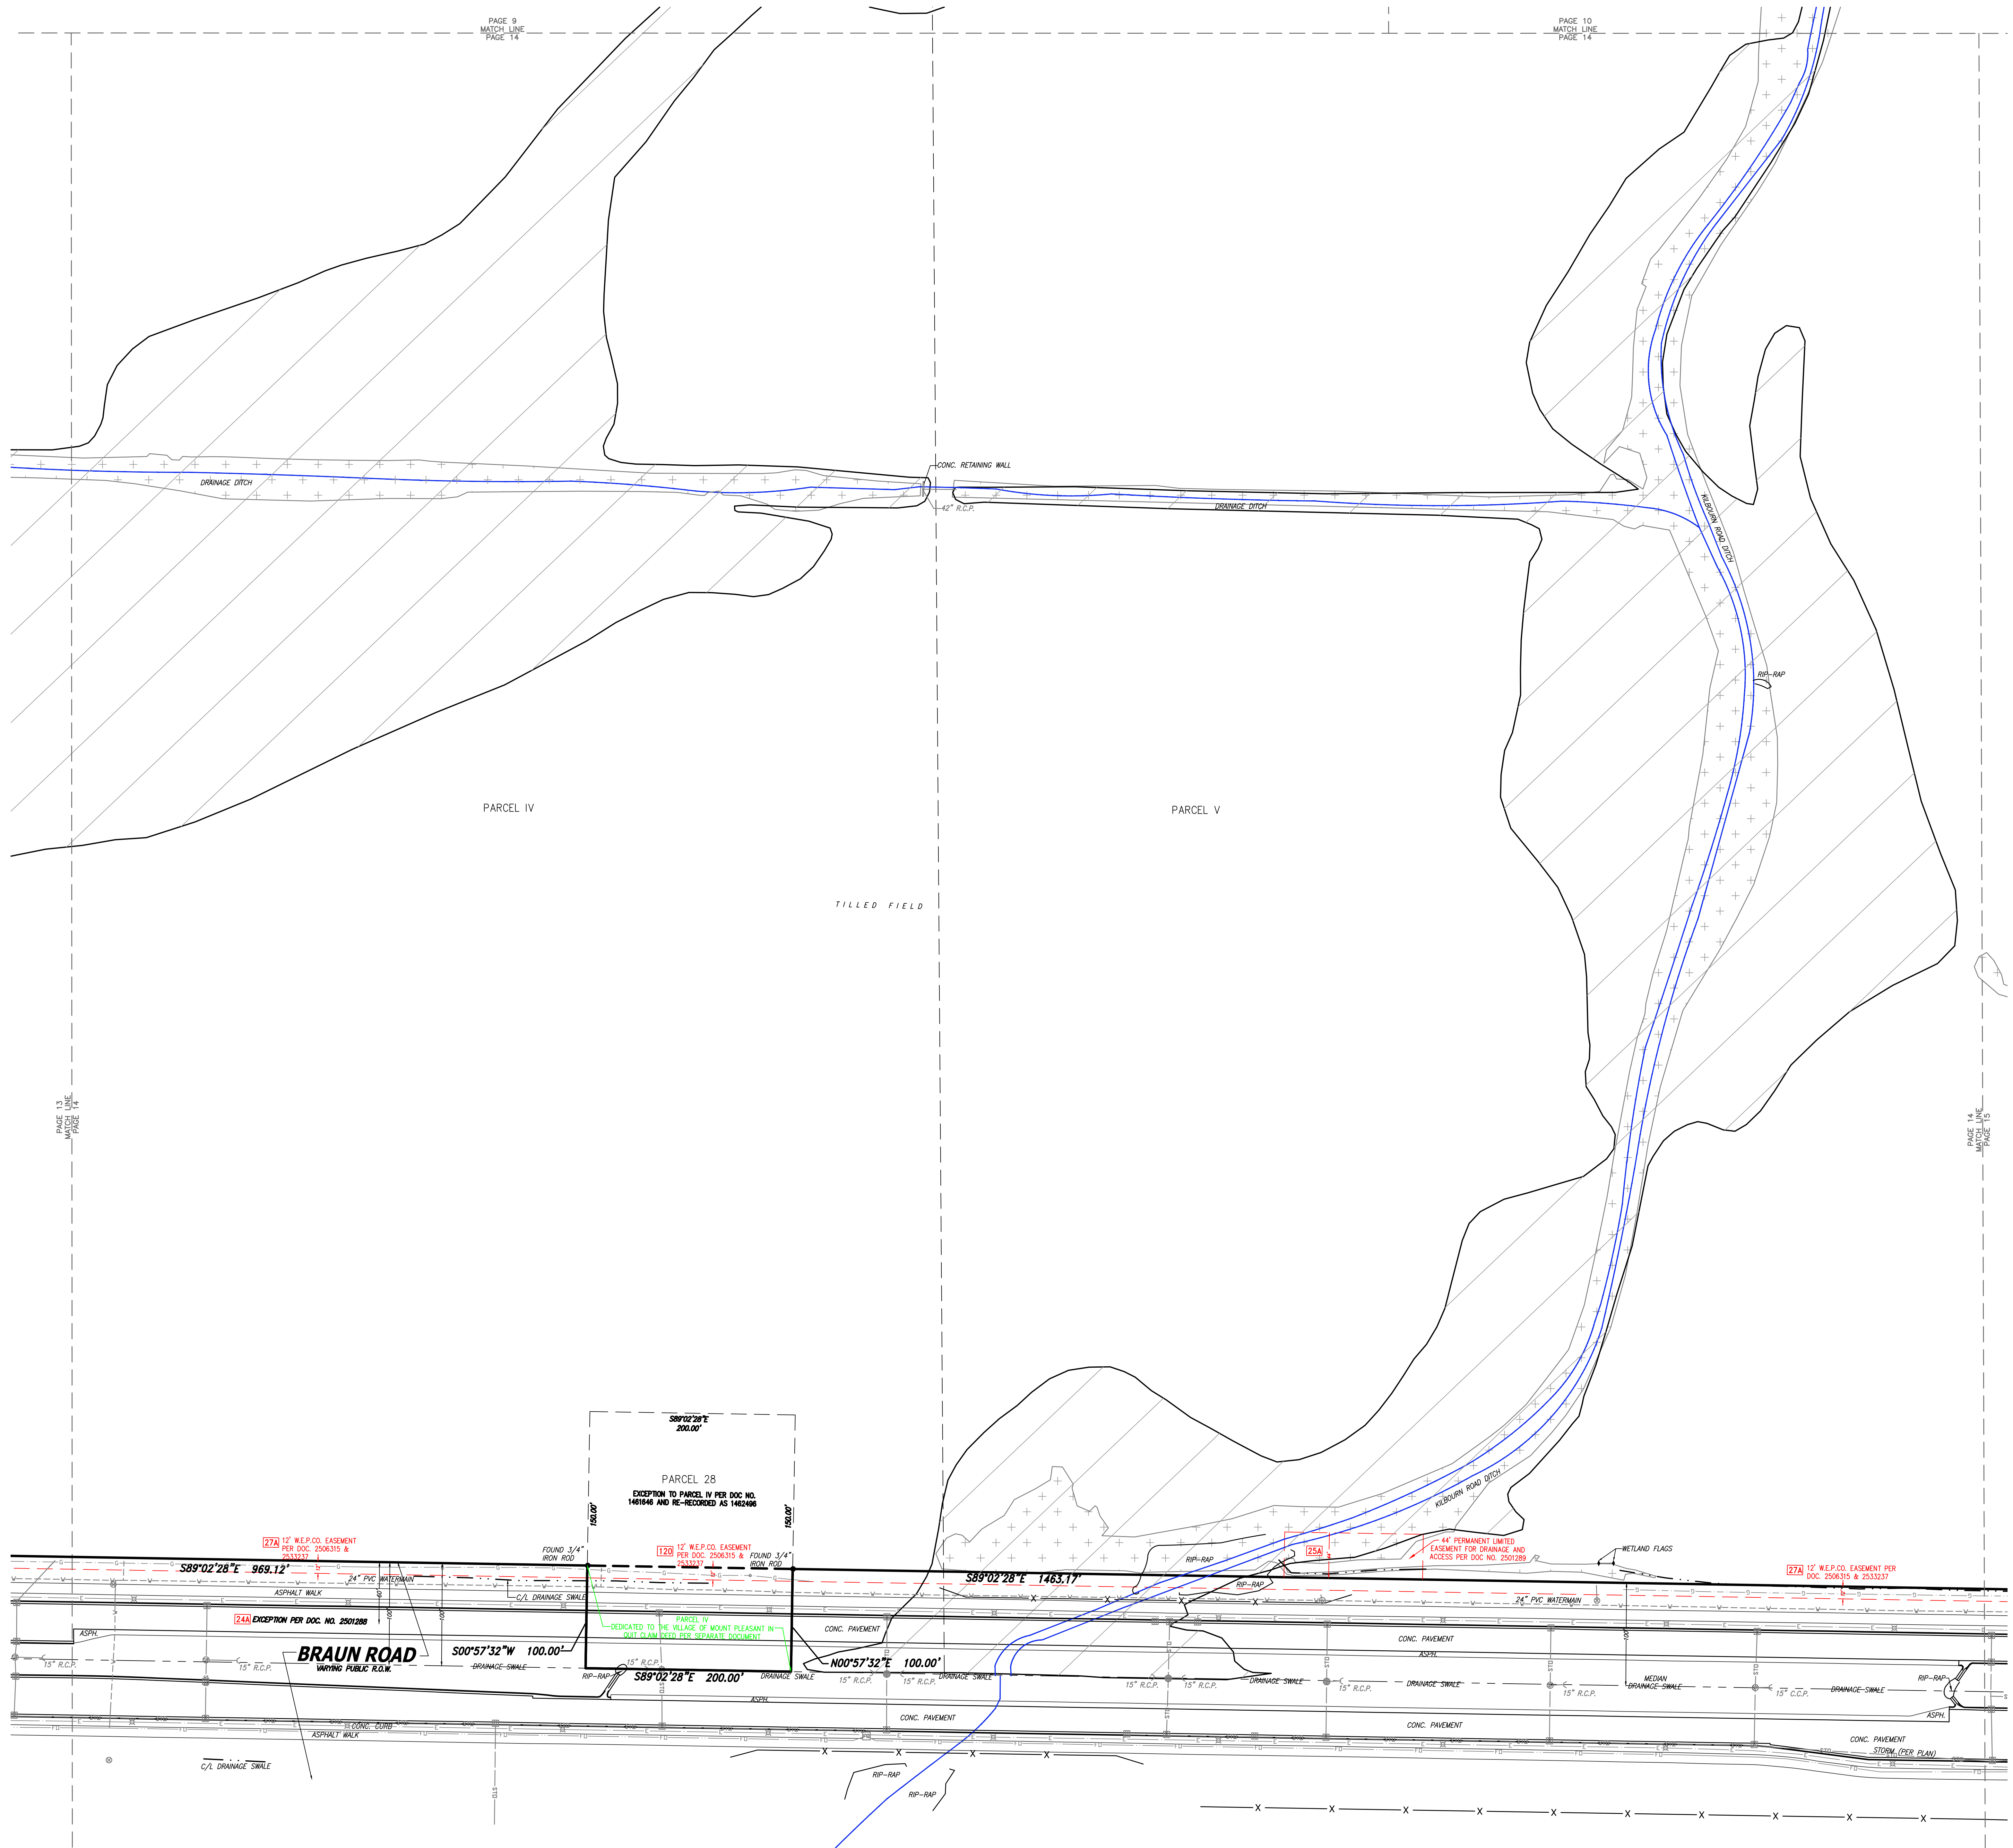 PAGE 9
MATCH LINE
PAGE 14
PAGE 10
MATCH LINE
PAGE 14
CONC. RETAINING WALL
DRAINAGE DITCH
42" R.C.P.
DRAINAGE DITCH
KILBOURN ROAD DITCH
RIP-RAP
PARCEL IV
PARCEL V
TILLED FIELD
PAGE 13
MATCH LINE
PAGE 14
PAGE 14
MATCH LINE
PAGE 15
S89°02'28"E
200.00'
PARCEL 28
EXCEPTION TO PARCEL IV PER DOC NO.
1461646 AND RE-RECORDED AS 1462496
150.00'
150.00'
KILBOURN ROAD DITCH
27A 12' W.E.P.CO. EASEMENT
PER DOC. 2506315 &
2533237
FOUND 3/4"
IRON ROD
120 12' W.E.P.CO. EASEMENT
PER DOC. 2506315 &
2533237
FOUND 3/4"
IRON ROD
RIP-RAP
25A
44' PERMANENT LIMITED
EASEMENT FOR DRAINAGE AND
ACCESS PER DOC NO. 2501289
WETLAND FLAGS
27A 12' W.E.P.CO. EASEMENT PER
DOC. 2506315 & 2533237
S89°02'28"E 969.12'
S89°02'28"E 1463.17'
RIP-RAP
24" PVC WATERMAIN
ASPHALT WALK
C/L DRAINAGE SWALE
24" PVC WATERMAIN
24A EXCEPTION PER DOC. NO. 2501288
100'
100'
PARCEL IV
DEDICATED TO THE VILLAGE OF MOUNT PLEASANT IN
QUIT CLAIM DEED PER SEPARATE DOCUMENT
CONC. PAVEMENT
CONC. PAVEMENT
ASPH.
ASPH.
BRAUN ROAD
VARYING PUBLIC R.O.W.
S00°57'32"W 100.00'
N00°57'32"E 100.00'
15" R.C.P.
15" R.C.P.
DRAINAGE SWALE
15" R.C.P.
RIP-RAP
S89°02'28"E 200.00'
DRAINAGE SWALE
15" R.C.P.
15" R.C.P.
DRAINAGE SWALE
15" R.C.P.
15" R.C.P.
DRAINAGE SWALE
15" R.C.P.
DRAINAGE SWALE
15" R.C.P.
MEDIAN
DRAINAGE SWALE
15" C.C.P.
DRAINAGE SWALE
RIP-RAP
ASPH.
ASPH.
CONC. PAVEMENT
CONC. PAVEMENT
CONC. PAVEMENT
CONC. CURB
ASPHALT WALK
STORM (PER PLAN)
C/L DRAINAGE SWALE
RIP-RAP
RIP-RAP